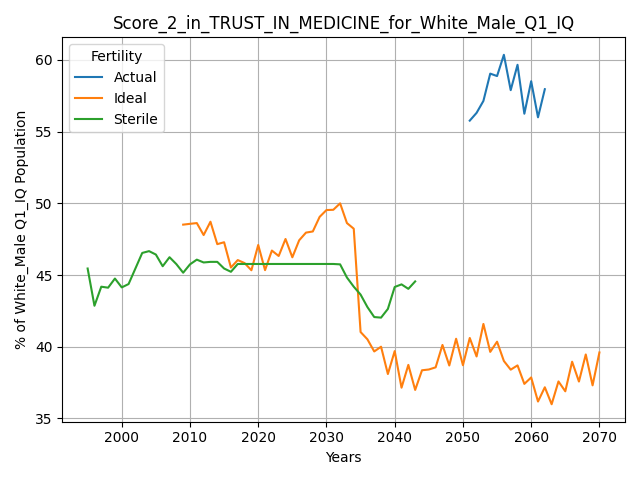 Score_2_in_TRUST_IN_MEDICINE_for_White_Male_Q1_IQ
Fertility
Actual
Ideal
Sterile
% of White_Male Q1_IQ Population
60
55
50
45
40
35
2000 2010 2020 2030 2040 2050 2060 2070
Years